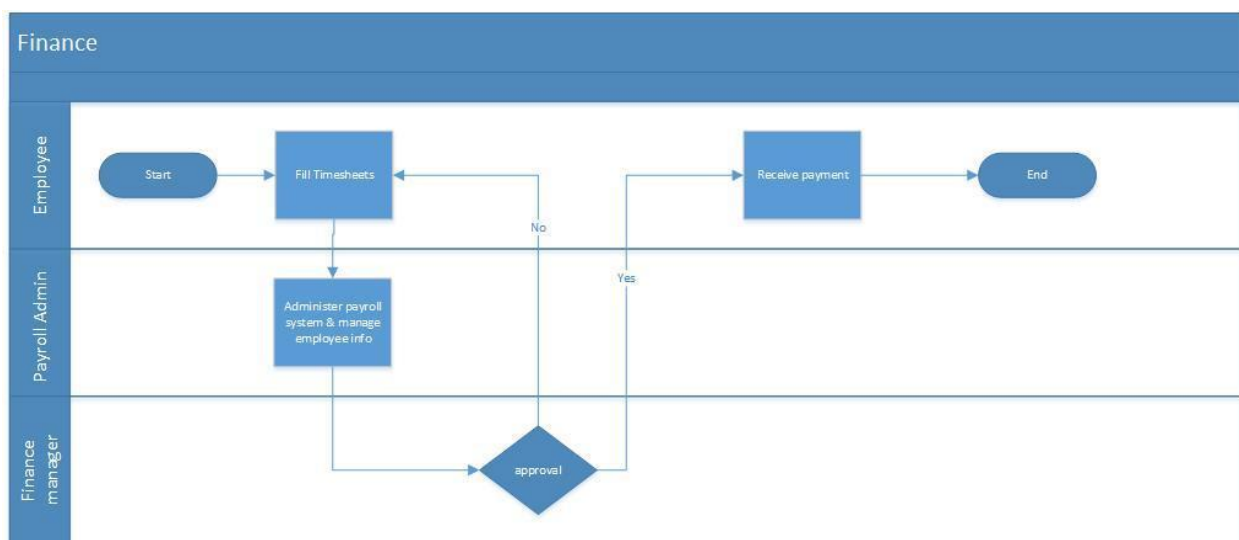 Finance
Employee
Start
Fill Timesheets
Receive payment
End
No
Yes
Payroll Admin
Administer payroll
system & manage
employee info
Finance
manager
approval